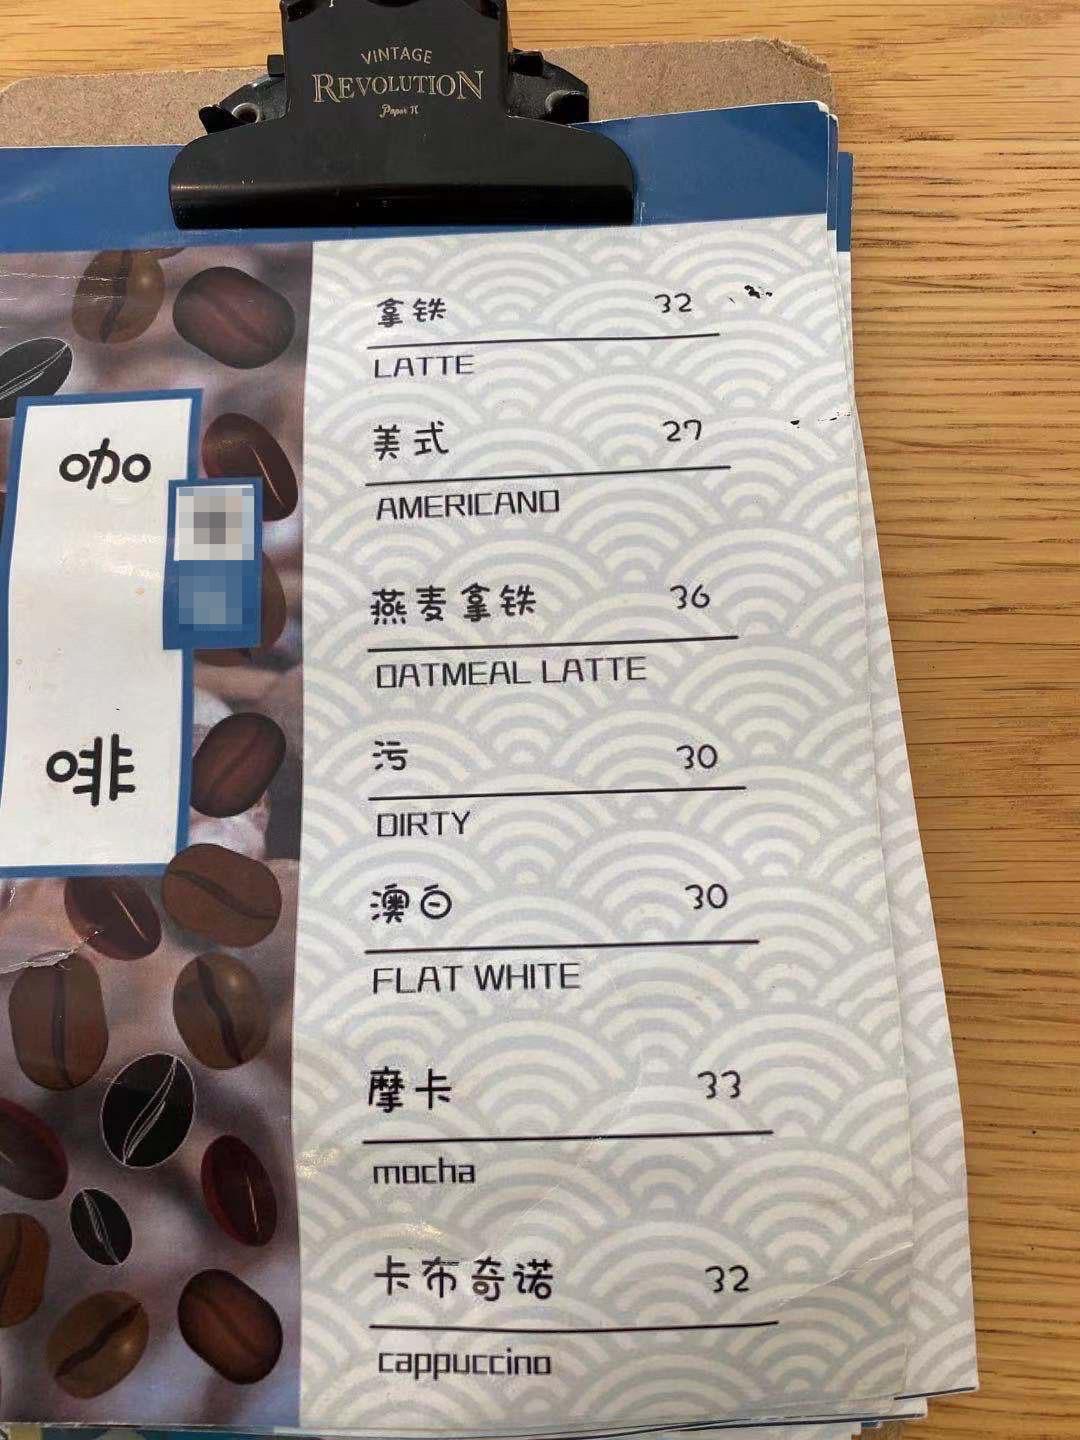 VINTAGE
REVOLUTION
Paper π
咖
啡
拿铁 32
LATTE
美式 27
AMERICANO
燕麦拿铁 36
OATMEAL LATTE
污 30
DIRTY
澳白 30
FLAT WHITE
摩卡 33
mocha
卡布奇诺 32
cappuccino